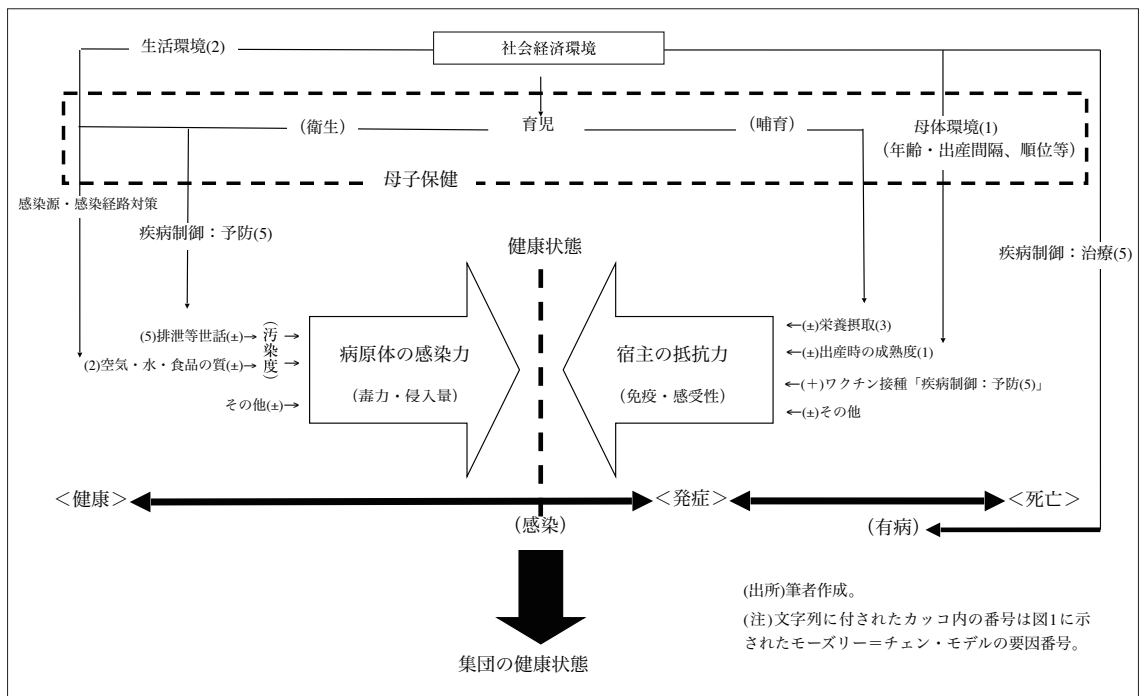 生活環境(2)
社会経済環境
(衛生)
育児
(哺育)
母体環境(1)
(年齢・出産間隔、順位等)
母子保健
感染源・感染経路対策
疾病制御：予防(5)
健康状態
疾病制御：治療(5)
(5)排泄等世話(±)→
(2)空気・水・食品の質(±)→
その他(±)→
(汚染度)
→
→
病原体の感染力
(毒力・侵入量)
宿主の抵抗力
(免疫・感受性)
←(±)栄養摂取(3)
←(±)出産時の成熟度(1)
←(＋)ワクチン接種「疾病制御：予防(5)」
←(±)その他
＜健康＞
＜発症＞
＜死亡＞
(感染)
(有病)
集団の健康状態
(出所)筆者作成。
(注)文字列に付されたカッコ内の番号は図1に示
されたモーズリー＝チェン・モデルの要因番号。